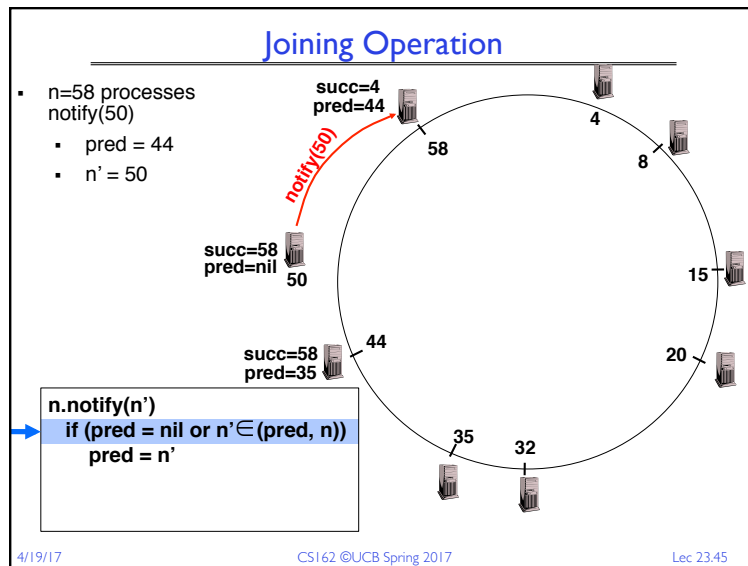 Joining Operation
▪ n=58 processes
notify(50)
▪ pred = 44
▪ n' = 50
succ=4
pred=44
4
58
8
notify(50)
succ=58
pred=nil
50
15
44
succ=58
pred=35
20
n.notify(n')
if (pred = nil or n'∈(pred, n))
pred = n'
35
32
4/19/17
CS162 ©UCB Spring 2017
Lec 23.45